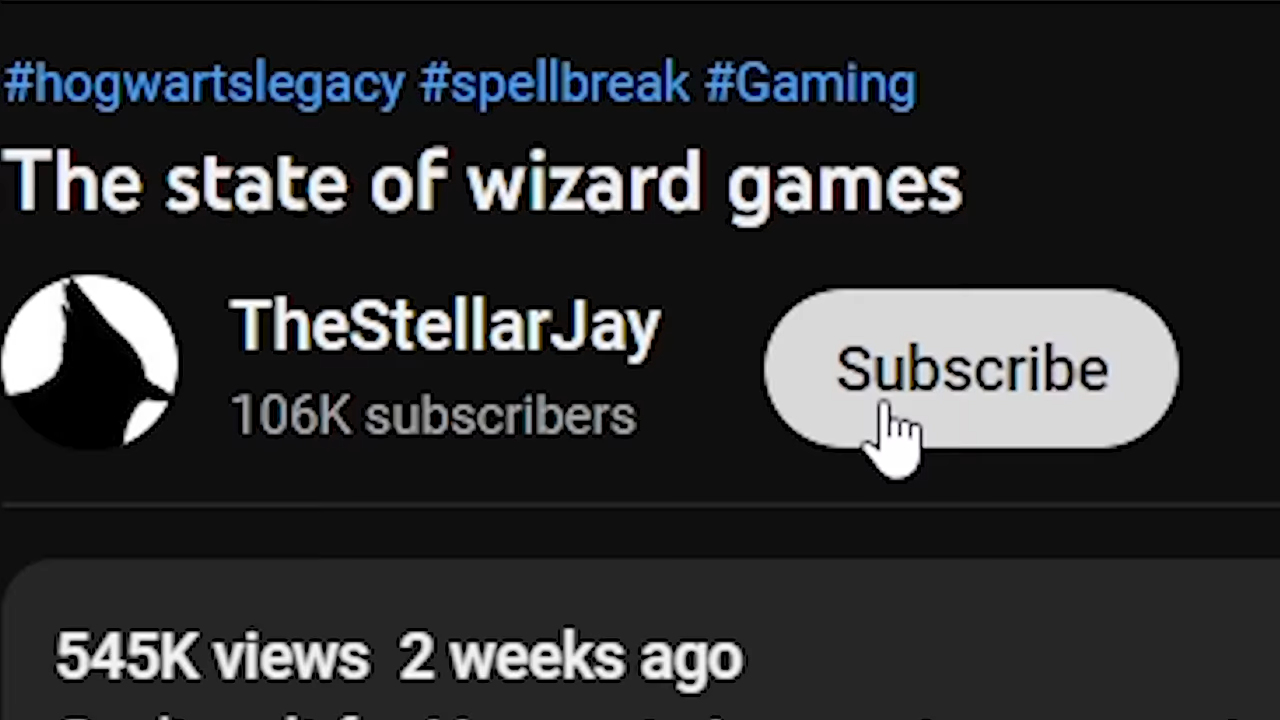 #hogwartslegacy #spellbreak #Gaming
The state of wizard games
TheStellarJay
106K subscribers
Subscribe
545K views 2 weeks ago